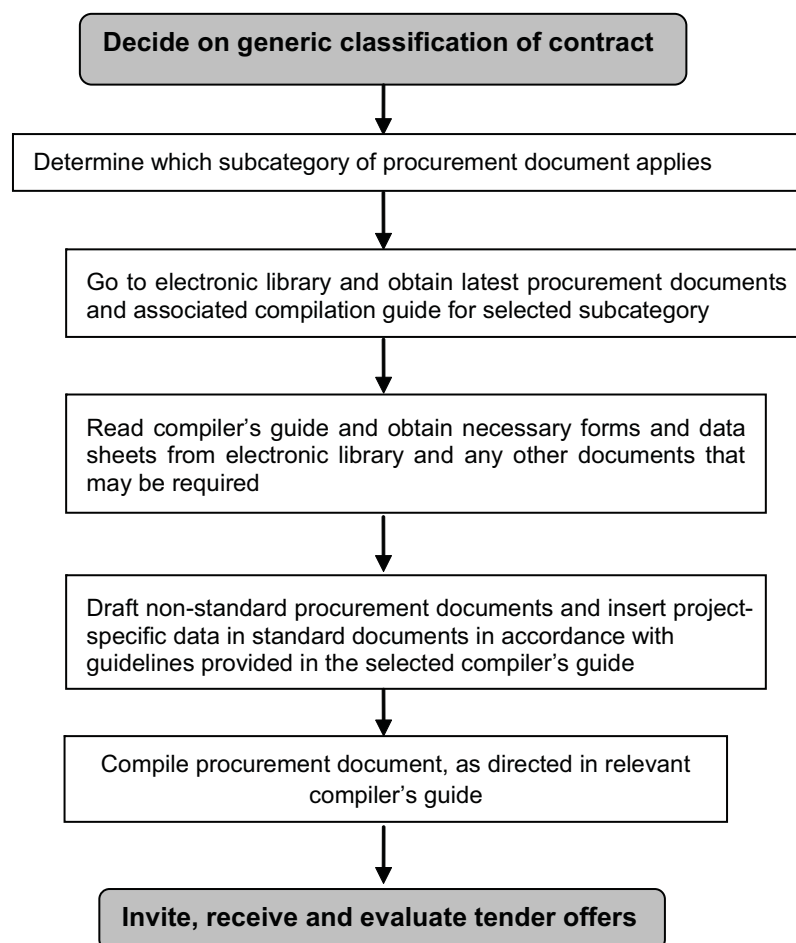 Decide on generic classification of contract
Determine which subcategory of procurement document applies
Go to electronic library and obtain latest procurement documents
and associated compilation guide for selected subcategory
Read compiler’s guide and obtain necessary forms and data
sheets from electronic library and any other documents that
may be required
Draft non-standard procurement documents and insert project-
specific data in standard documents in accordance with
guidelines provided in the selected compiler’s guide
Compile procurement document, as directed in relevant
compiler’s guide
Invite, receive and evaluate tender offers